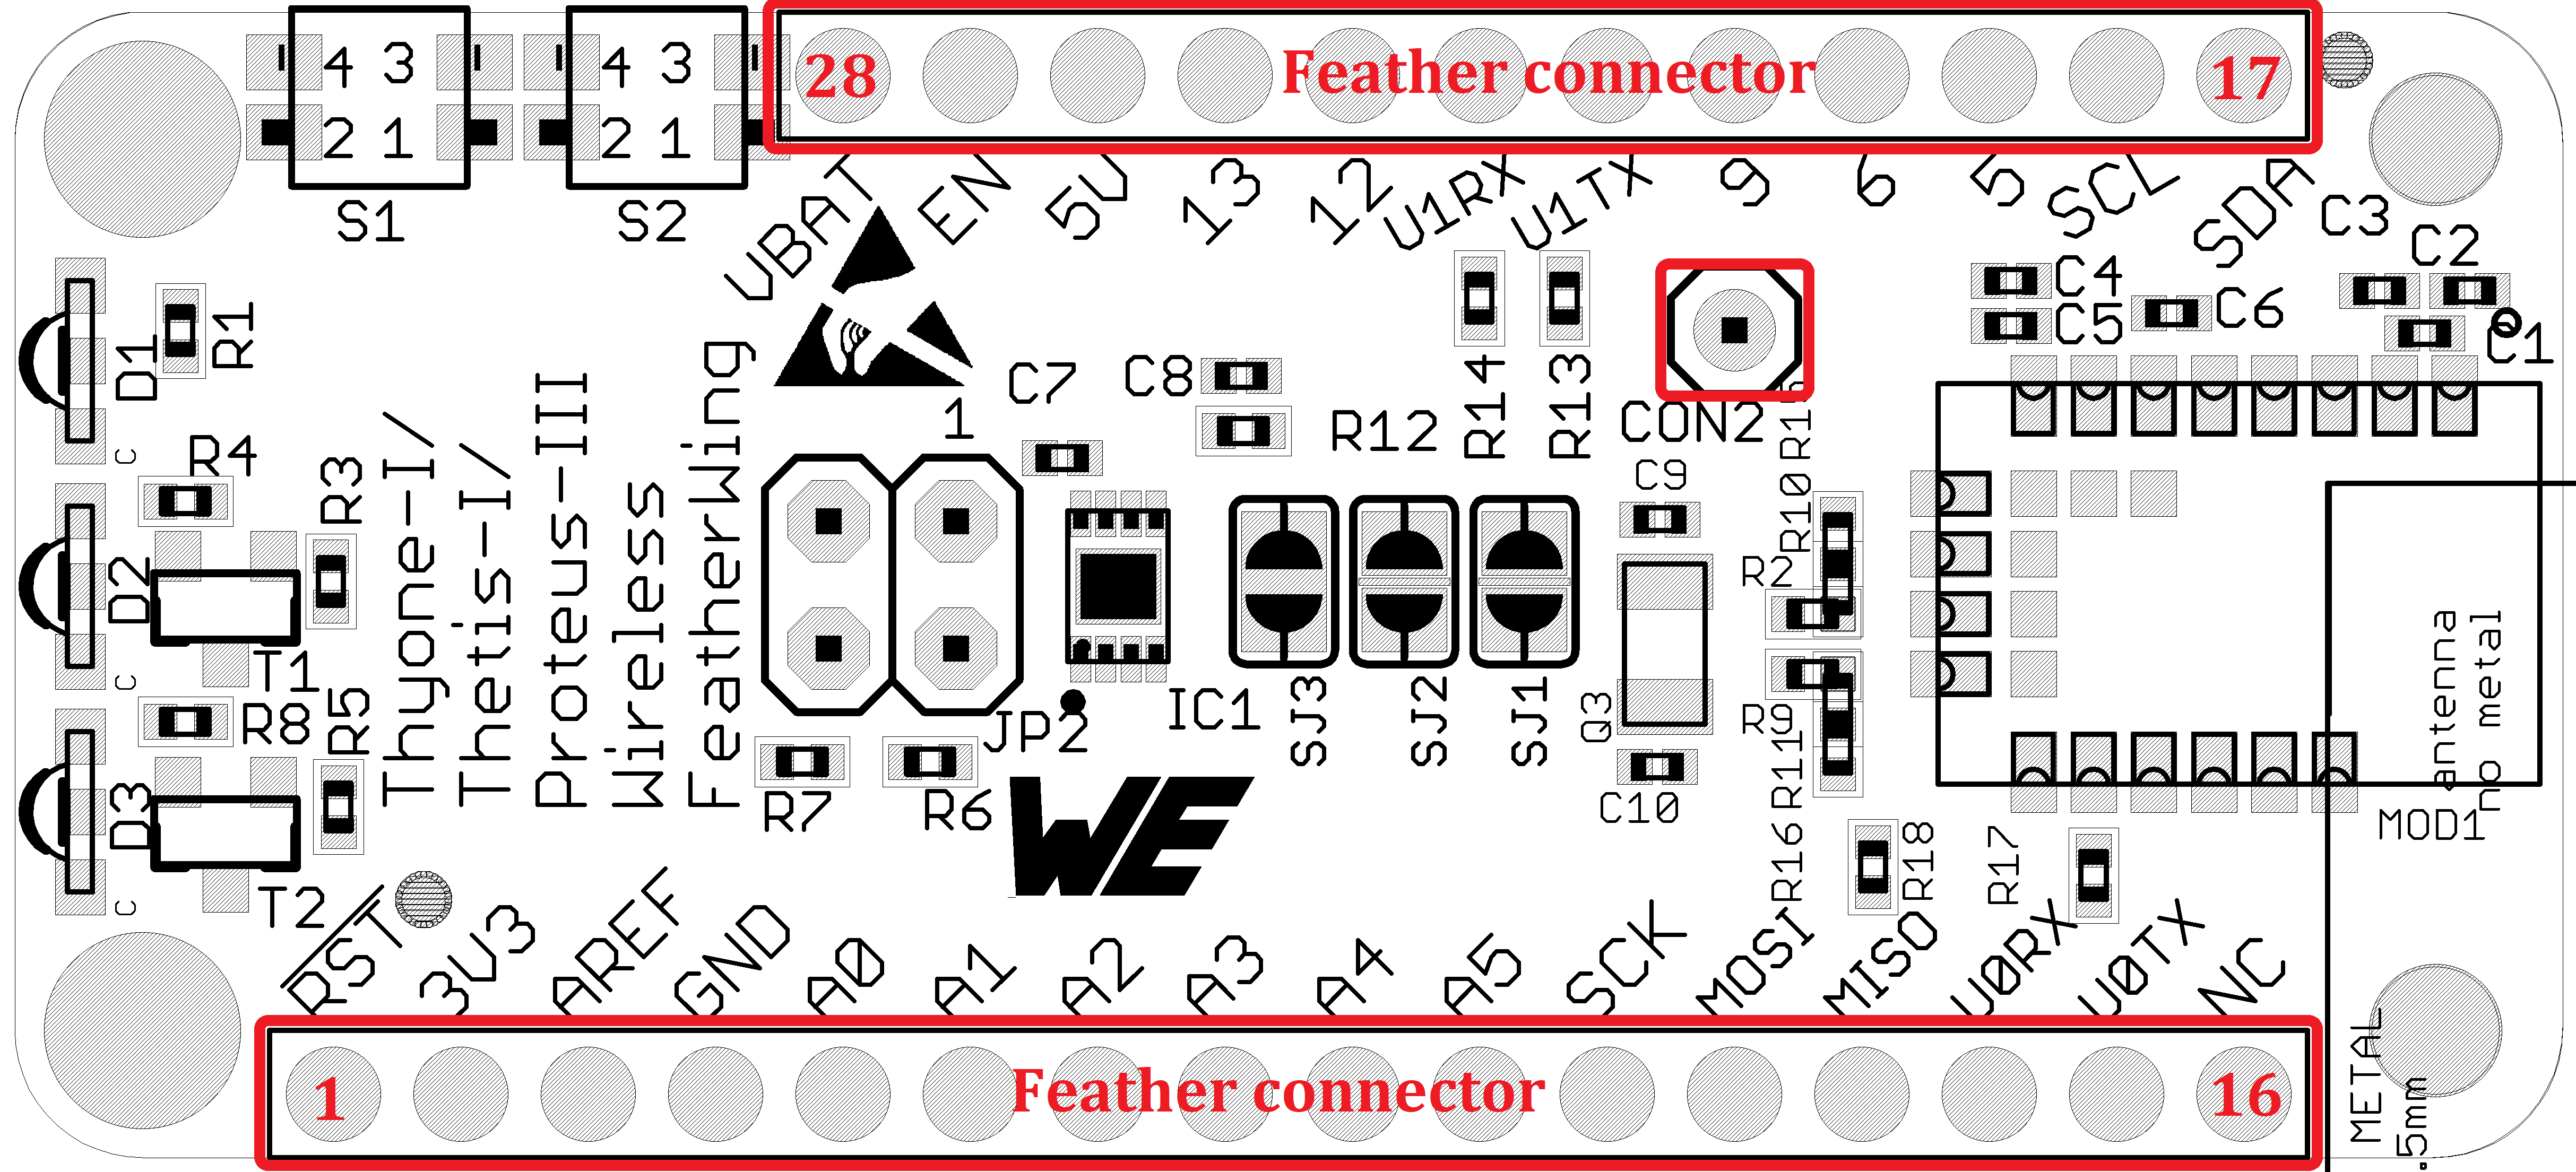 28 Feather connector 17
4 3
2 1
4 3
2 1
S1
S2
VBAT
EN
5V
13
12
U1RX
U1TX
9
6
5
SCL
SDA
C3
C2
C1
C4
C5
C6
R1
D1
C
R4
R3
D2
C
T1
R8
R5
D3
C
T2
Thyone-I/
Thetis-I/
Proteus-III
Wireless
FeatherWing
1
C7
C8
R12
R14
R13
CON2
C9
R10
R2
R9
R11
R16
Q3
C10
JP2
IC1
SJ3
SJ2
SJ1
R7
R6
WE
R18
R17
MOD1
antenna
no metal
METAL
.5mm
RST
3V3
AREF
GND
A0
A1
A2
A3
A4
A5
SCK
MOSI
MISO
U0RX
U0TX
NC
1 Feather connector 16